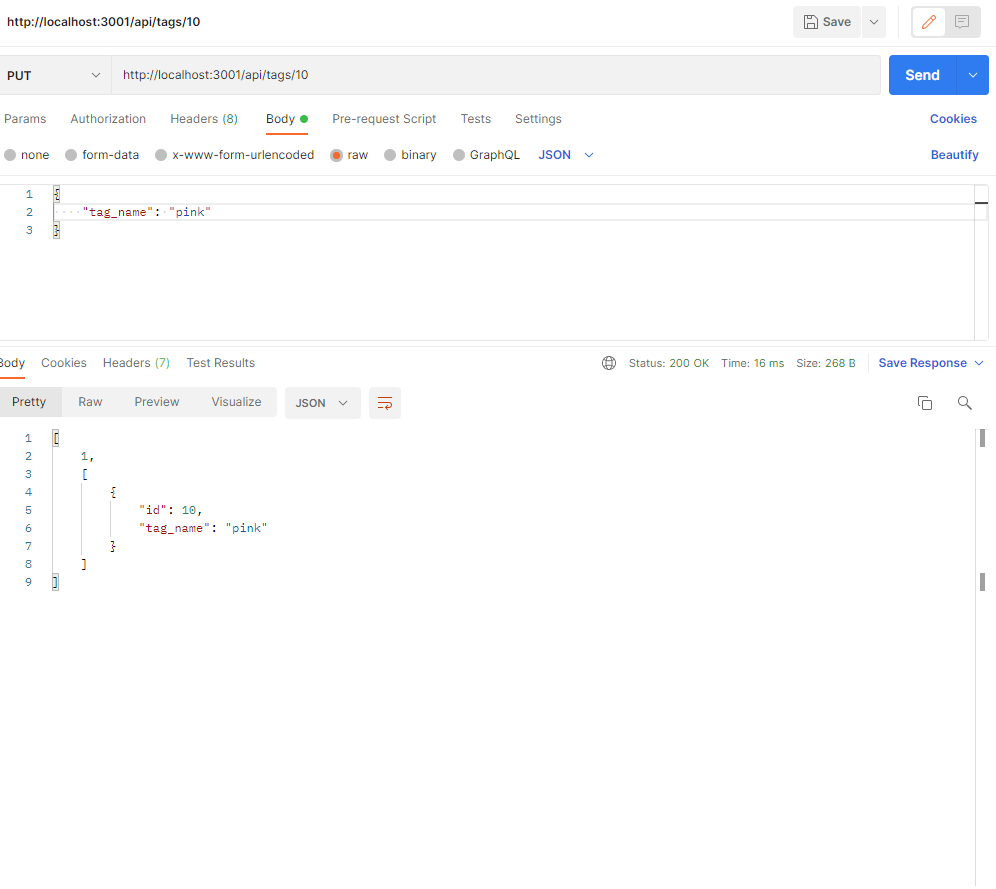 http://localhost:3001/api/tags/10 Save
PUT http://localhost:3001/api/tags/10 Send
Params Authorization Headers (8) Body Pre-request Script Tests Settings Cookies
none form-data x-www-form-urlencoded raw binary GraphQL JSON Beautify
1 {
2 ····"tag_name":·"pink"
3 }
Body Cookies Headers (7) Test Results Status: 200 OK Time: 16 ms Size: 268 B Save Response
Pretty Raw Preview Visualize JSON
1 [
2 1,
3 [
4 {
5 "id": 10,
6 "tag_name": "pink"
7 }
8 ]
9 ]